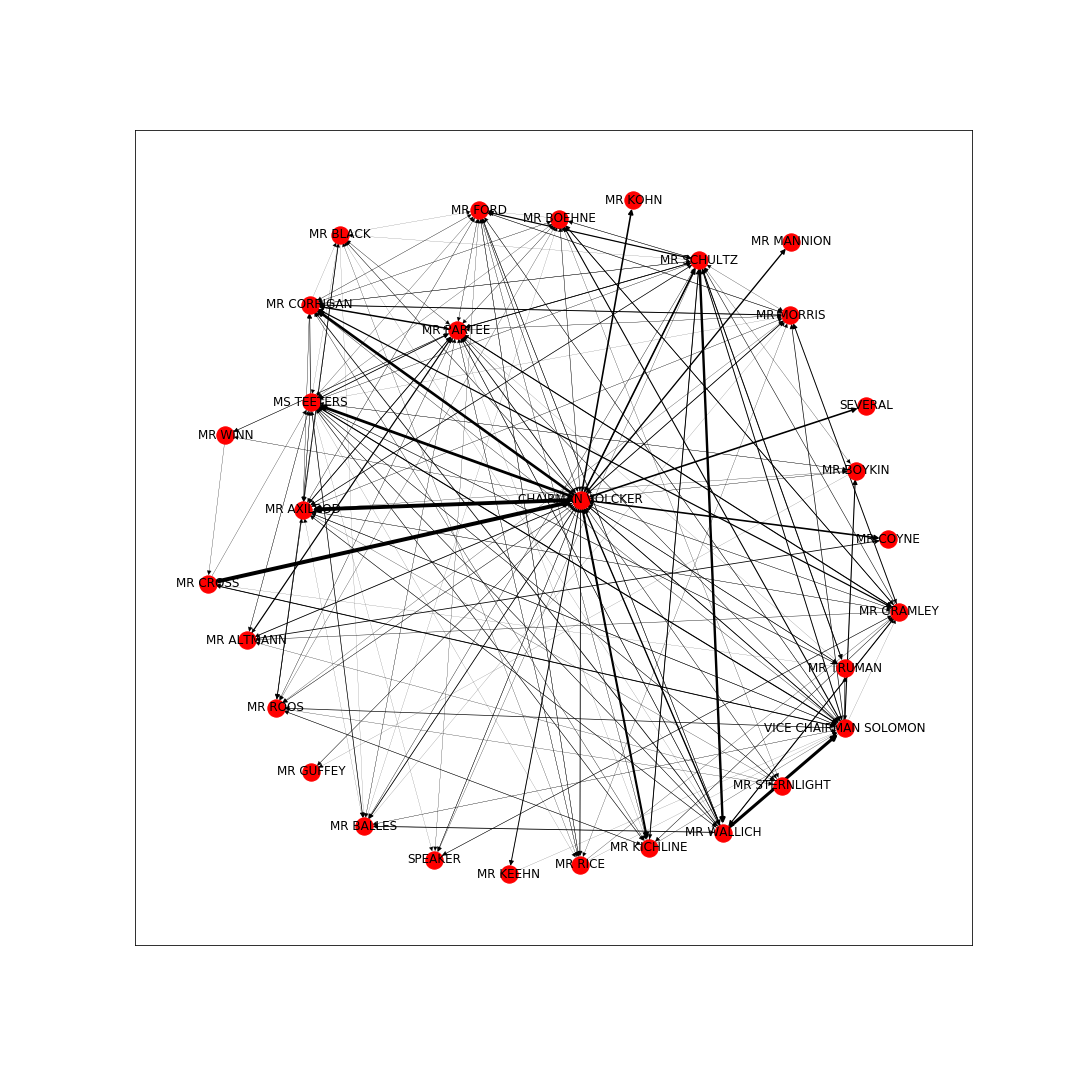 MR KOHN
MR FORD
MR BOEHNE
MR BLACK
MR MANNION
MR SCHULTZ
MR CORRIGAN
MR MORRIS
MR PARTEE
MS TEETERS
SEVERAL
MR WINN
MR BOYKIN
CHAIRMAN VOLCKER
MR AXILROD
MR COYNE
MR CROSS
MR GRAMLEY
MR ALTMANN
MR TRUMAN
MR ROOS
VICE CHAIRMAN SOLOMON
MR GUFFEY
MR STERNLIGHT
MR BALLES
MR WALLICH
MR KICHLINE
SPEAKER
MR RICE
MR KEEHN